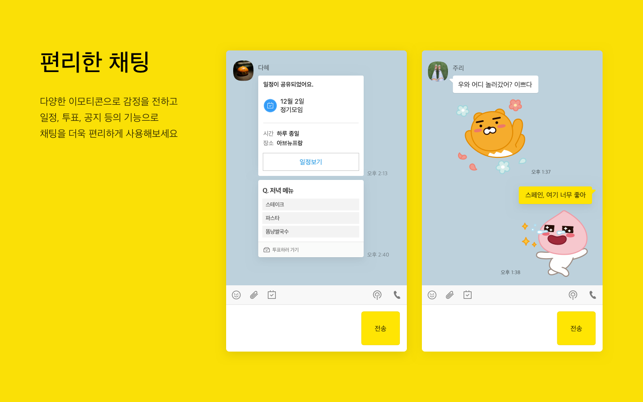 편리한 채팅
다양한 이모티콘으로 감정을 전하고
일정, 투표, 공지 등의 기능으로
채팅을 더욱 편리하게 사용해보세요
다혜
일정이 공유되었어요.
12월 2일
정기모임
시간 하루 종일
장소 아브뉴프랑
일정보기
오후 2:13
Q. 저녁 메뉴
스테이크
파스타
봄날쌀국수
투표하러 가기
오후 2:40
전송
주리
우와 어디 놀러갔어? 이쁘다
오후 1:37
스페인, 여기 너무 좋아
오후 1:38
전송